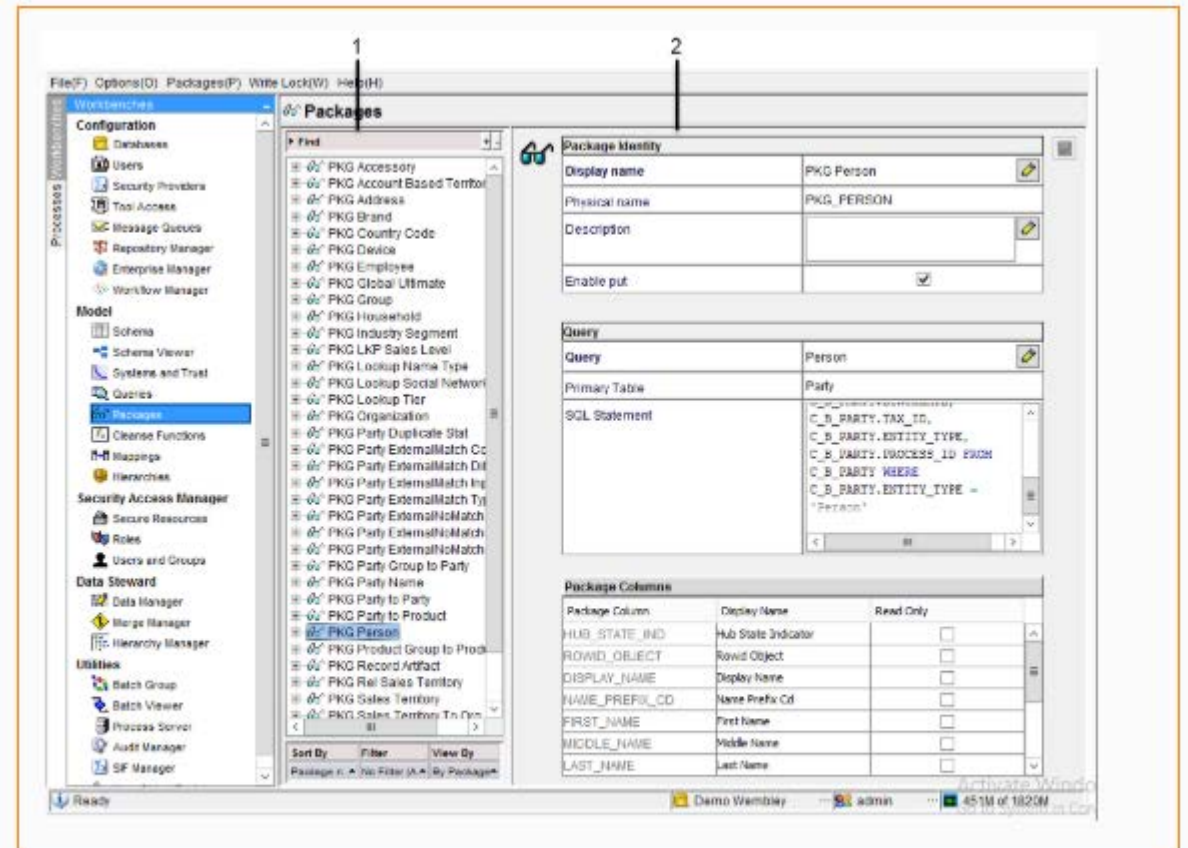 1
2
File(F) Options(O) Packages(P) Write Lock(W) Help(H)
Processes Workbenches
Workbenches
Configuration
Databases
Users
Security Providers
Tool Access
Message Queues
Repository Manager
Enterprise Manager
Workflow Manager
Model
Schema
Schema Viewer
Systems and Trust
Queries
Packages
Cleanse Functions
Mappings
Hierarchies
Security Access Manager
Secure Resources
Roles
Users and Groups
Data Steward
Data Manager
Merge Manager
Hierarchy Manager
Utilities
Batch Group
Batch Viewer
Process Server
Audit Manager
SIF Manager
Packages
Find
PKG Accessory
PKG Account Based Territor
PKG Address
PKG Brand
PKG Country Code
PKG Device
PKG Employee
PKG Global Ultimate
PKG Group
PKG Household
PKG Industry Segment
PKG LKP Sales Level
PKG Lookup Name Type
PKG Lookup Social Network
PKG Lookup Tier
PKG Organization
PKG Party Duplicate Stat
PKG Party ExternalMatch Co
PKG Party ExternalMatch Dif
PKG Party ExternalMatch Inp
PKG Party ExternalMatch Typ
PKG Party ExternalNoMatch
PKG Party ExternalNoMatch
PKG Party ExternalNoMatch
PKG Party Group to Party
PKG Party Name
PKG Party to Party
PKG Party to Product
PKG Person
PKG Product Group to Produ
PKG Record Artifact
PKG Rel Sales Territory
PKG Sales Territory
PKG Sales Territory To Org
Sort By Filter View By
Package n. No Filter (A By Package
Package Identity
Display name PKG Person
Physical name PKG_PERSON
Description
Enable put
Query
Query Person
Primary Table Party
SQL Statement
C_B_PARTY.TAX_ID,
C_B_PARTY.ENTITY_TYPE,
C_B_PARTY.PROCESS_ID FROM
C_B_PARTY WHERE
C_B_PARTY.ENTITY_TYPE =
'Person'
Package Columns
Package Column Display Name Read Only
HUB_STATE_IND Hub State Indicator
ROWID_OBJECT Rowid Object
DISPLAY_NAME Display Name
NAME_PREFIX_CD Name Prefix Cd
FIRST_NAME First Name
MIDDLE_NAME Middle Name
LAST_NAME Last Name
Activate Windo
Go to System in Con
Ready
Demo Wembley admin 451M of 1820M